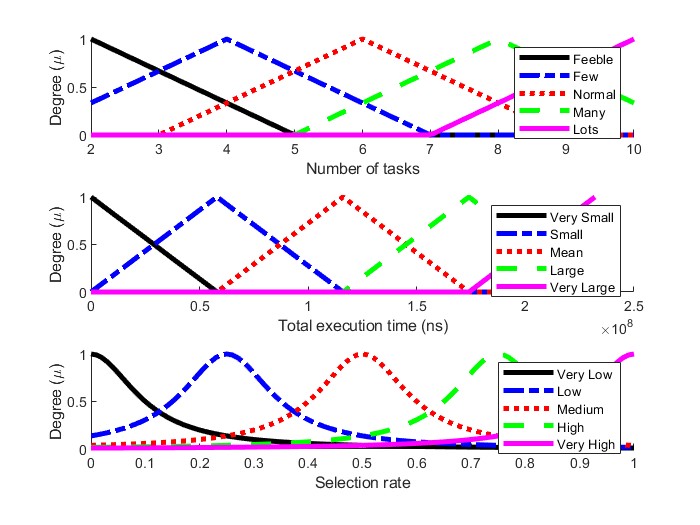 1
0.5
0
Degree (μ)
Feeble
Few
Normal
Many
Lots
2 3 4 5 6 7 8 9 10
Number of tasks
1
0.5
0
Degree (μ)
Very Small
Small
Mean
Large
Very Large
0 0.5 1 1.5 2 2.5
Total execution time (ns)
×10⁸
1
0.5
0
Degree (μ)
Very Low
Low
Medium
High
Very High
0 0.1 0.2 0.3 0.4 0.5 0.6 0.7 0.8 0.9 1
Selection rate